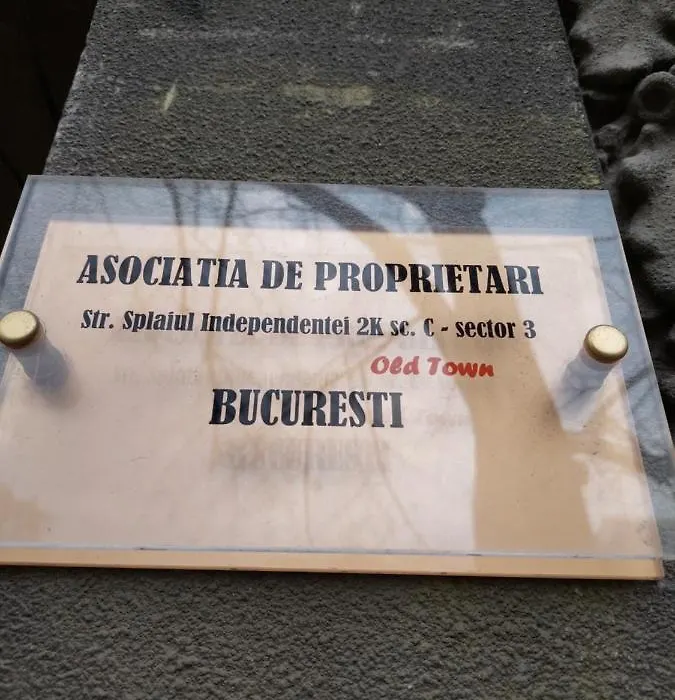 ASOCIATIA DE PROPRIETARI
Str. Splaiul Independentei 2K sc. C - sector 3
Old Town
BUCURESTI